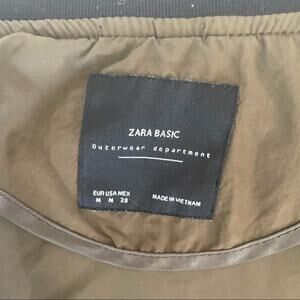 ZARA BASIC
Outerwear department
EUR USA MEX
M M 28
MADE IN VIETNAM